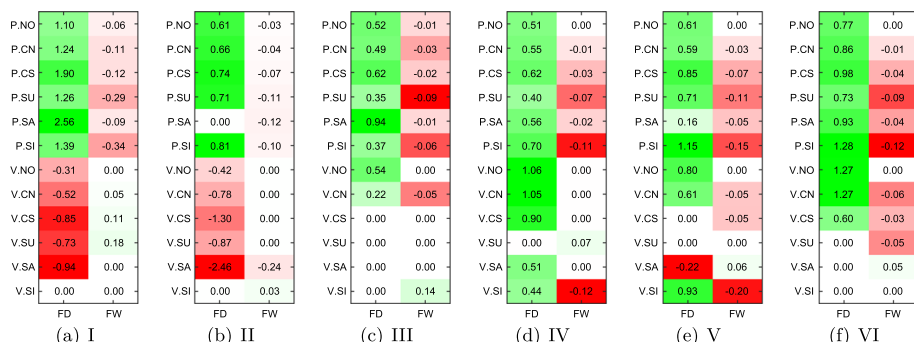 P.NO 1.10 -0.06 P.NO 0.61 -0.03 P.NO 0.52 -0.01 P.NO 0.51 0.00 P.NO 0.61 0.00 P.NO 0.77 0.00
P.CN 1.24 -0.11 P.CN 0.66 -0.04 P.CN 0.49 -0.03 P.CN 0.55 -0.01 P.CN 0.59 -0.03 P.CN 0.86 -0.01
P.CS 1.90 -0.12 P.CS 0.74 -0.07 P.CS 0.62 -0.02 P.CS 0.62 -0.03 P.CS 0.85 -0.07 P.CS 0.98 -0.04
P.SU 1.26 -0.29 P.SU 0.71 -0.11 P.SU 0.35 -0.09 P.SU 0.40 -0.07 P.SU 0.71 -0.11 P.SU 0.73 -0.09
P.SA 2.56 -0.09 P.SA 0.00 -0.12 P.SA 0.94 -0.01 P.SA 0.56 -0.02 P.SA 0.16 -0.05 P.SA 0.93 -0.04
P.SI 1.39 -0.34 P.SI 0.81 -0.10 P.SI 0.37 -0.06 P.SI 0.70 -0.11 P.SI 1.15 -0.15 P.SI 1.28 -0.12
V.NO -0.31 0.00 V.NO -0.42 0.00 V.NO 0.54 0.00 V.NO 1.06 0.00 V.NO 0.80 0.00 V.NO 1.27 0.00
V.CN -0.52 0.05 V.CN -0.78 0.00 V.CN 0.22 -0.05 V.CN 1.05 0.00 V.CN 0.61 -0.05 V.CN 1.27 -0.06
V.CS -0.85 0.11 V.CS -1.30 0.00 V.CS 0.00 0.00 V.CS 0.90 0.00 V.CS 0.00 -0.05 V.CS 0.60 -0.03
V.SU -0.73 0.18 V.SU -0.87 0.00 V.SU 0.00 0.00 V.SU 0.00 0.07 V.SU 0.00 0.00 V.SU 0.00 -0.05
V.SA -0.94 0.00 V.SA -2.46 -0.24 V.SA 0.00 0.00 V.SA 0.51 0.00 V.SA -0.22 0.06 V.SA 0.00 0.05
V.SI 0.00 0.00 V.SI 0.00 0.03 V.SI 0.00 0.14 V.SI 0.44 -0.12 V.SI 0.93 -0.20 V.SI 0.00 0.00
FD FW FD FW FD FW FD FW FD FW FD FW
(a) I (b) II (c) III (d) IV (e) V (f) VI